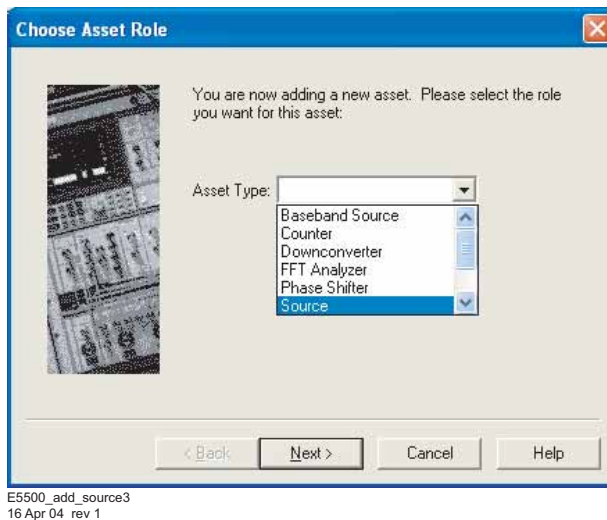 Choose Asset Role
You are now adding a new asset. Please select the role
you want for this asset:
Asset Type:
Baseband Source
Counter
Downconverter
FFT Analyzer
Phase Shifter
Source
< Back
Next >
Cancel
Help
E5500_add_source3
16 Apr 04 rev 1